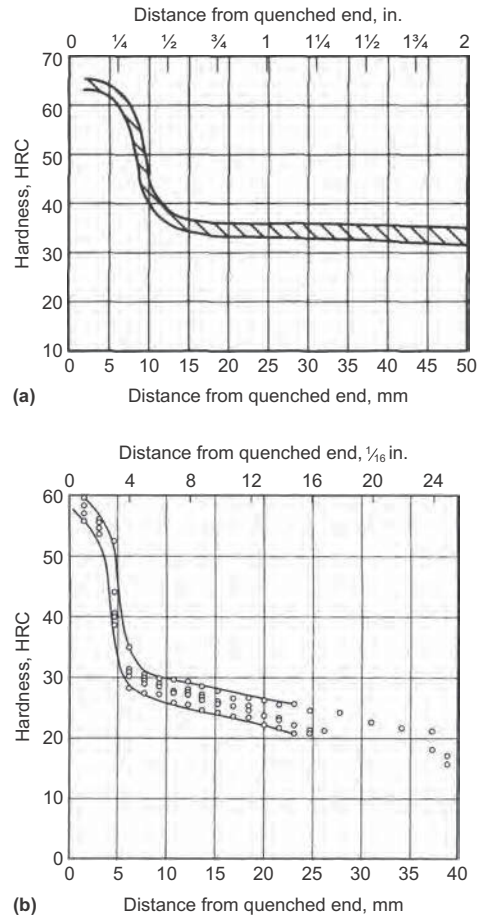 Distance from quenched end, in.
0 ¼ ½ ¾ 1 1¼ 1½ 1¾ 2
70
60
50
40
30
20
10
Hardness, HRC
0 5 10 15 20 25 30 35 40 45 50
(a) Distance from quenched end, mm
Distance from quenched end, 1⁄16 in.
0 4 8 12 16 20 24
60
50
40
30
20
10
0
Hardness, HRC
0 5 10 15 20 25 30 35 40
(b) Distance from quenched end, mm